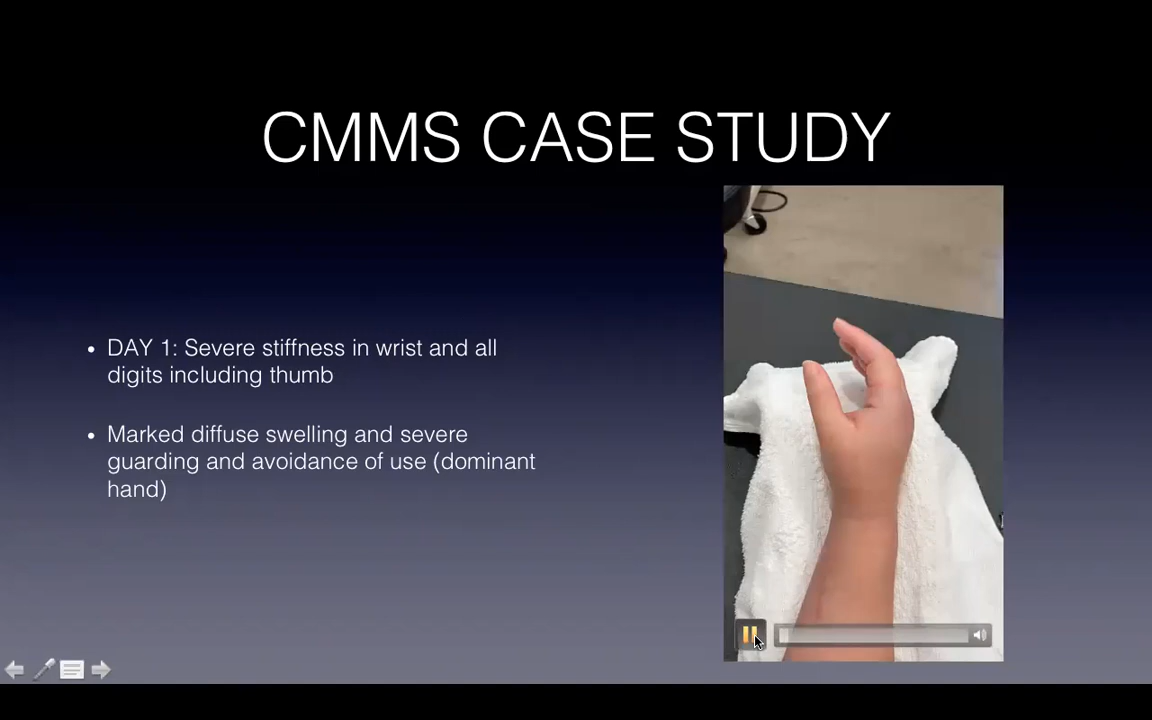 CMMS CASE STUDY
• DAY 1: Severe stiffness in wrist and all
digits including thumb
• Marked diffuse swelling and severe
guarding and avoidance of use (dominant
hand)